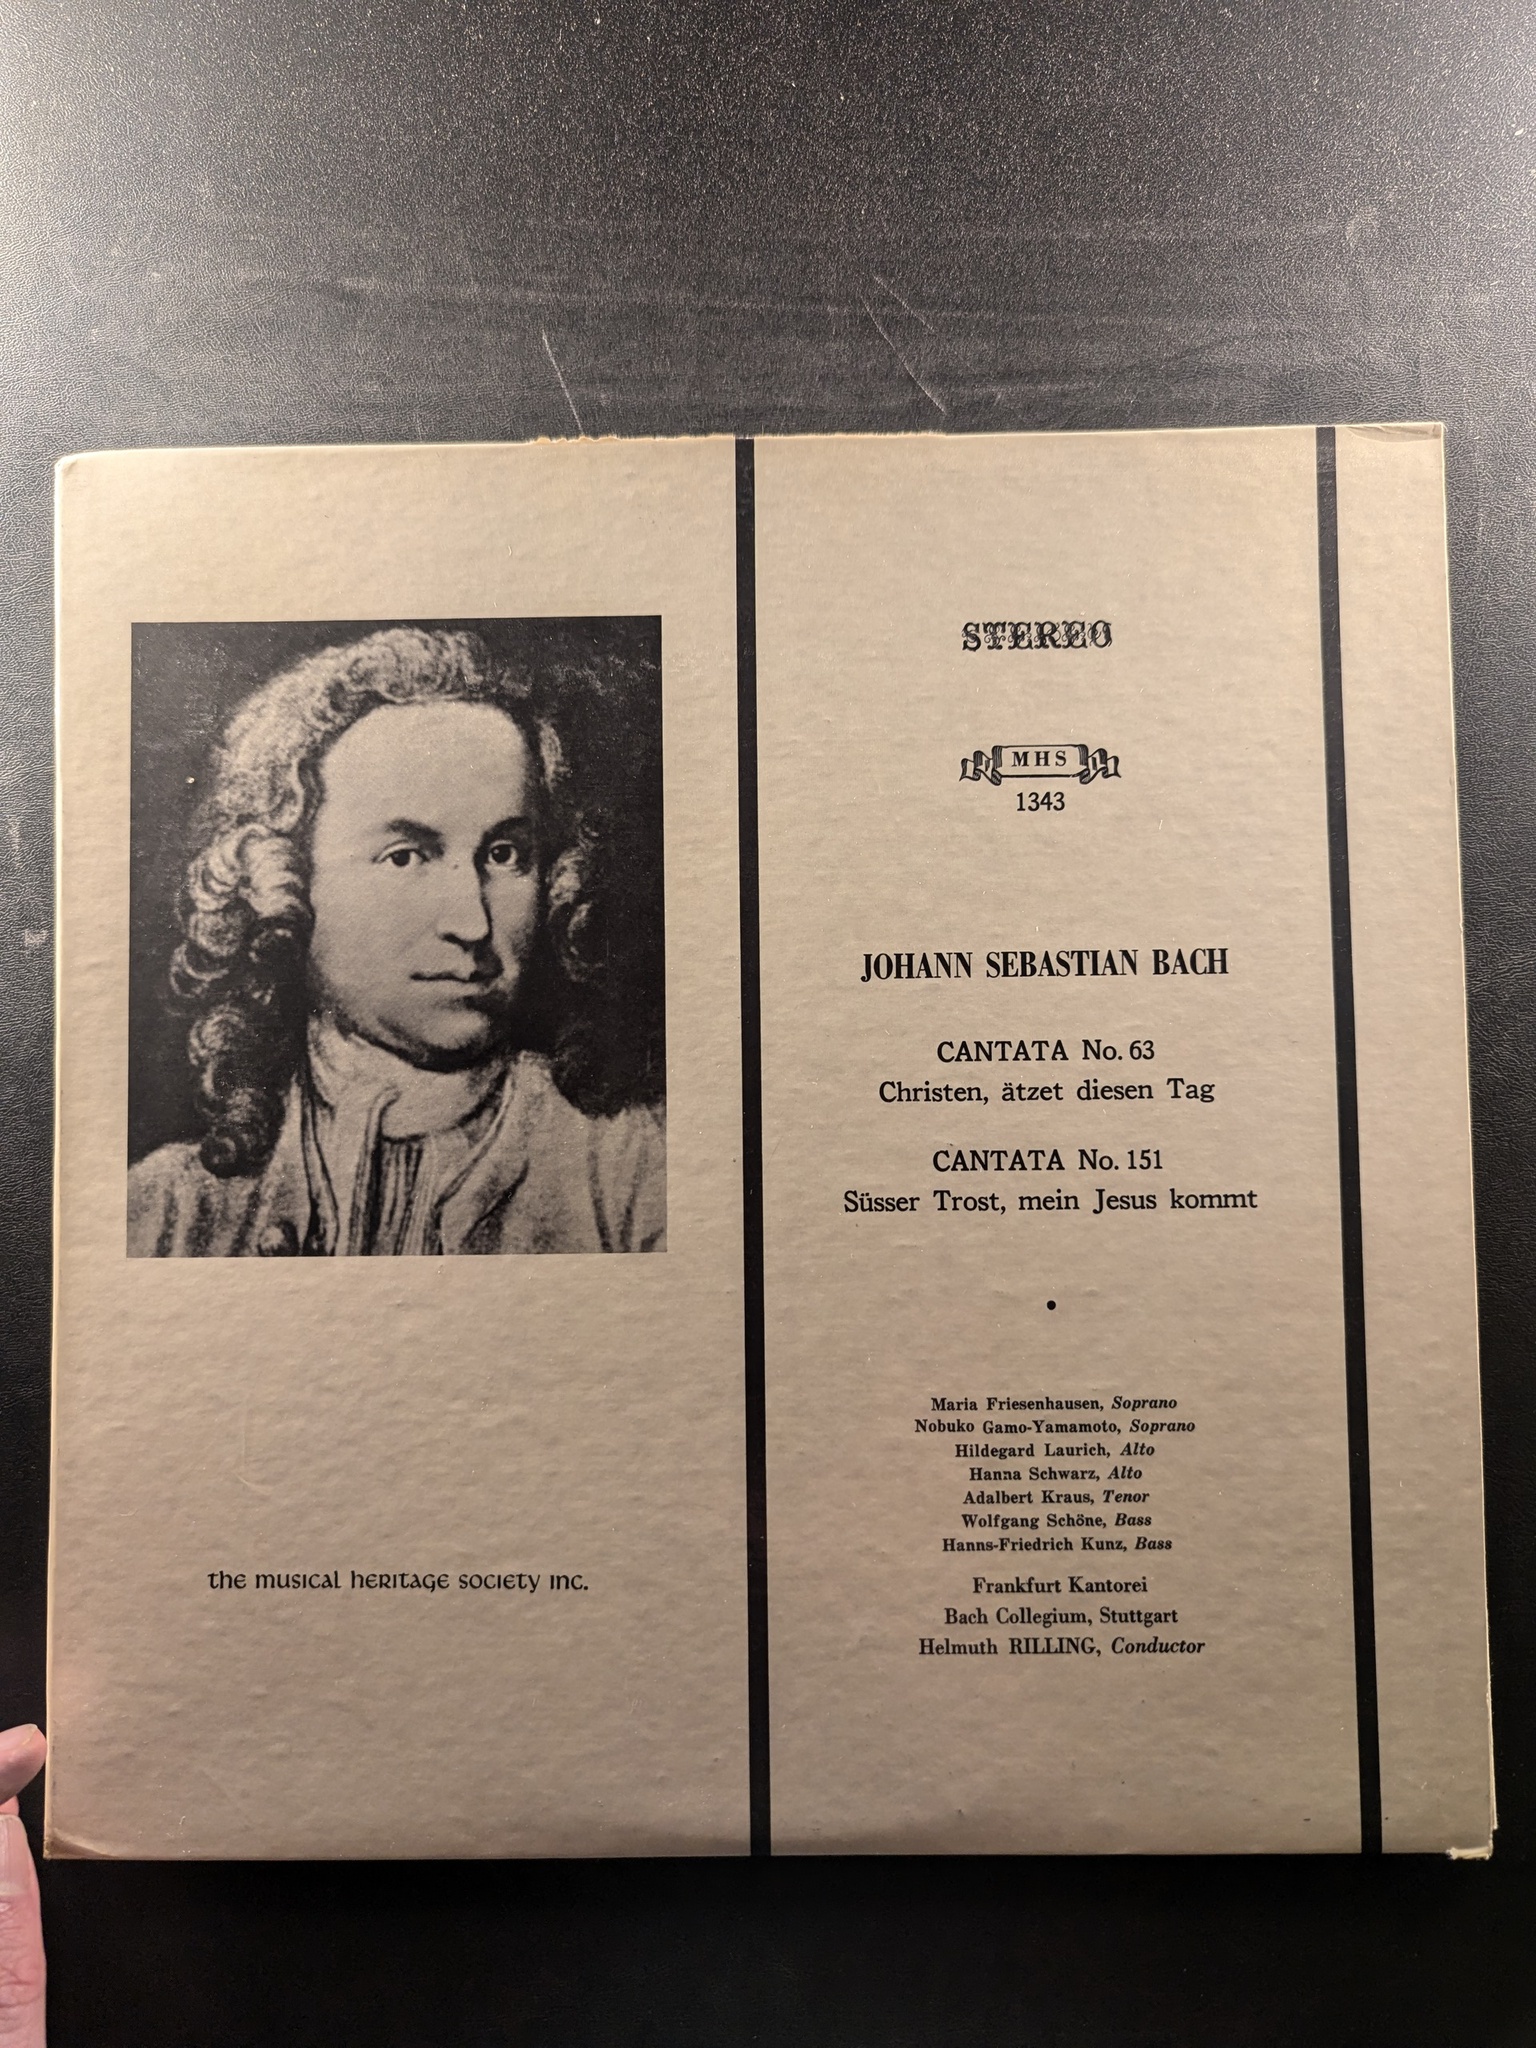 STEREO
MHS
1343
JOHANN SEBASTIAN BACH
CANTATA No. 63
Christen, ätzet diesen Tag
CANTATA No. 151
Süsser Trost, mein Jesus kommt
Maria Friesenhausen, Soprano
Nobuko Gamo-Yamamoto, Soprano
Hildegard Laurich, Alto
Hanna Schwarz, Alto
Adalbert Kraus, Tenor
Wolfgang Schöne, Bass
Hanns-Friedrich Kunz, Bass
Frankfurt Kantorei
Bach Collegium, Stuttgart
Helmuth RILLING, Conductor
the musical heritage society inc.